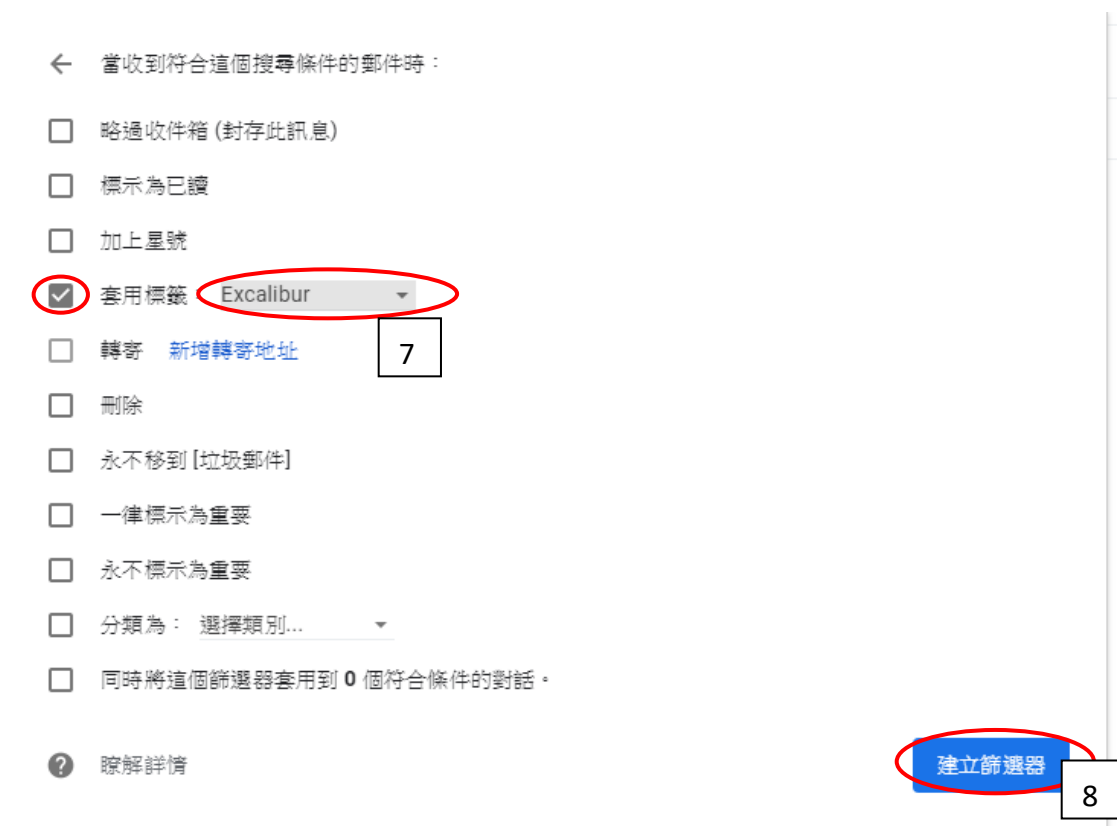 當收到符合這個搜尋條件的郵件時：
略過收件箱 (封存此訊息)
標示為已讀
加上星號
套用標籤： Excalibur
7
轉寄 新增轉寄地址
刪除
永不移到 [垃圾郵件]
一律標示為重要
永不標示為重要
分類為： 選擇類別...
同時將這個篩選器套用到 0 個符合條件的對話。
瞭解詳情
建立篩選器
8